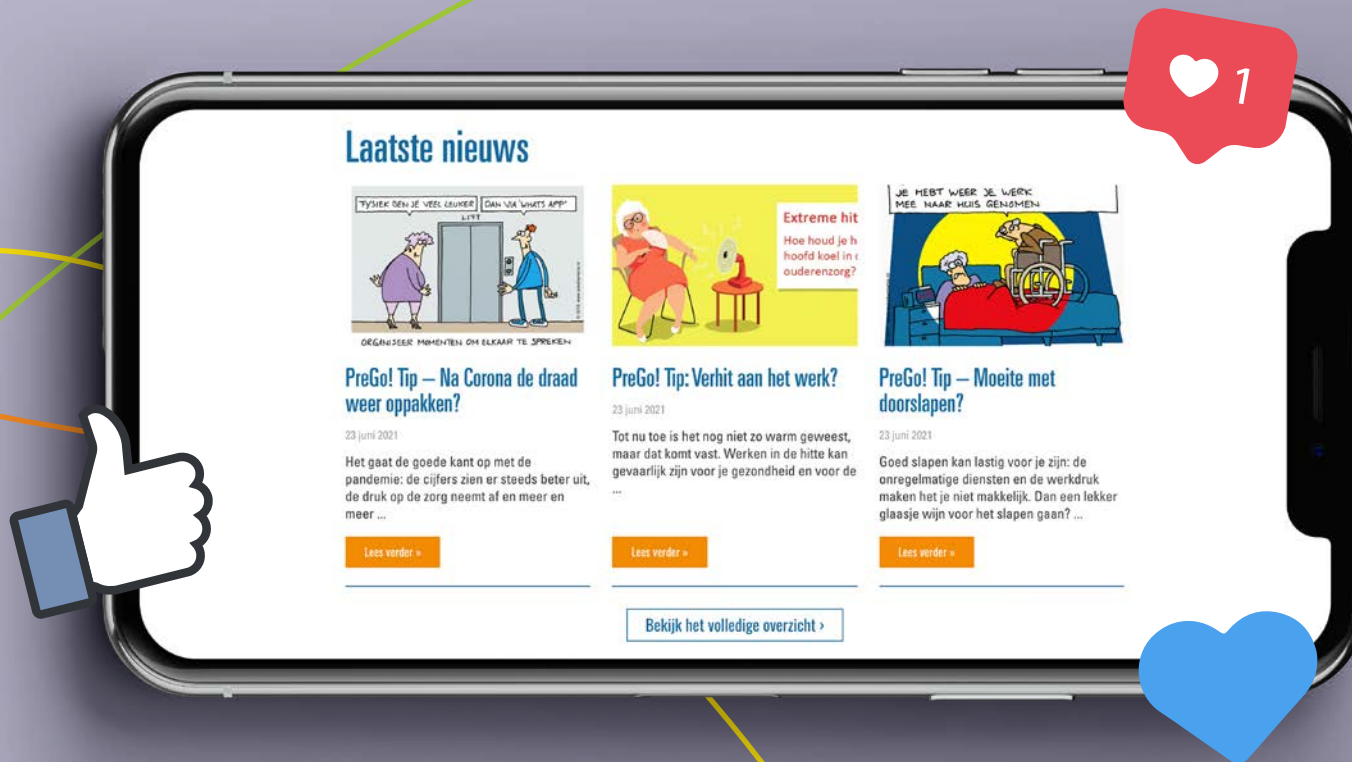 1
Laatste nieuws
"FYSIEK BEN JE VEEL LEUKER
DAN VIA 'WHATS APP'"
LIFT
ORGANISEER MOMENTEN OM ELKAAR TE SPREKEN
Extreme hit
Hoe houd je h
hoofd koel in
ouderenzorg?
JE HEBT WEER JE WERK
MEE NAAR HUIS GENOMEN
PreGo! Tip – Na Corona de draad
weer oppakken?
23 juni 2021
Het gaat de goede kant op met de
pandemie: de cijfers zien er steeds beter uit,
de druk op de zorg neemt af en meer en
meer ...
Lees verder »
PreGo! Tip: Verhit aan het werk?
23 juni 2021
Tot nu toe is het nog niet zo warm geweest,
maar dat komt vast. Werken in de hitte kan
gevaarlijk zijn voor je gezondheid en voor de
...
Lees verder »
PreGo! Tip – Moeite met
doorslapen?
23 juni 2021
Goed slapen kan lastig voor je zijn: de
onregelmatige diensten en de werkdruk
maken het je niet makkelijk. Dan een lekker
glaasje wijn voor het slapen gaan? ...
Lees verder »
Bekijk het volledige overzicht ›